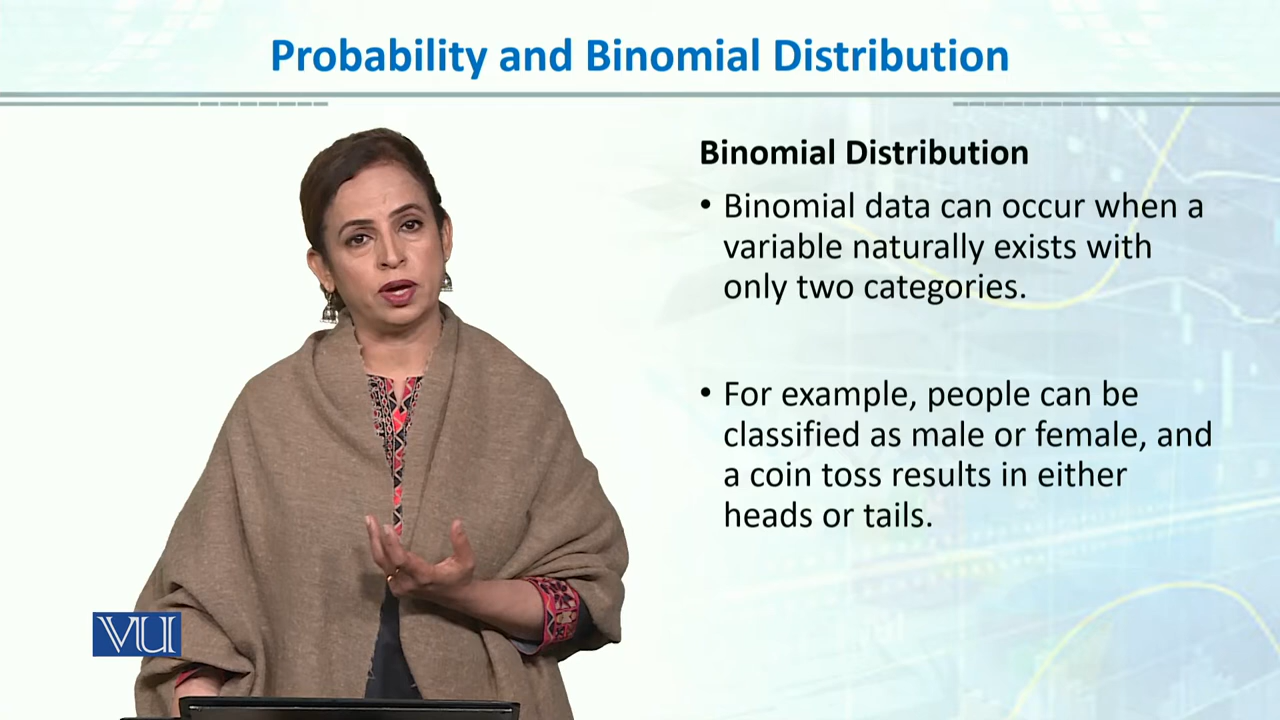 Probability and Binomial Distribution
Binomial Distribution
• Binomial data can occur when a
variable naturally exists with
only two categories.
• For example, people can be
classified as male or female, and
a coin toss results in either
heads or tails.
VU